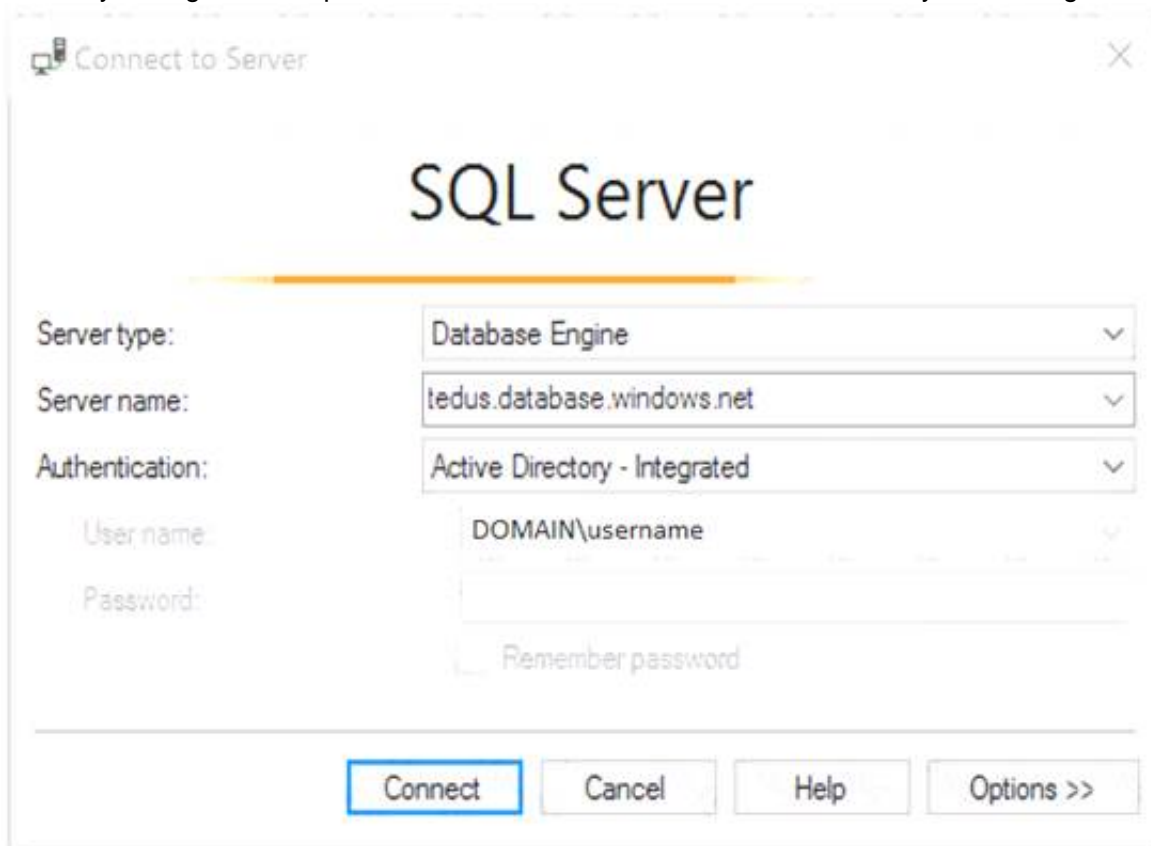 Connect to Server
SQL Server
Server type: Database Engine
Server name: tedus.database.windows.net
Authentication: Active Directory - Integrated
User name: DOMAIN\username
Password:
Remember password
Connect Cancel Help Options >>